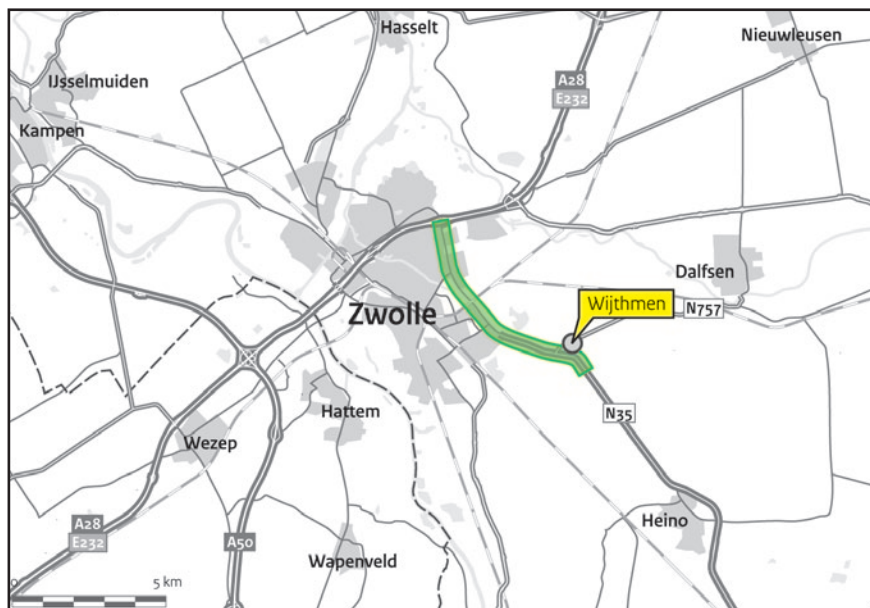 Hasselt
Nieuwleusen
A28
E232
IJsselmuiden
Kampen
Dalfsen
Wijthmen
N757
Zwolle
N35
Hattem
Wezep
Heino
A28
E232
A50
Wapenveld
0
5 km